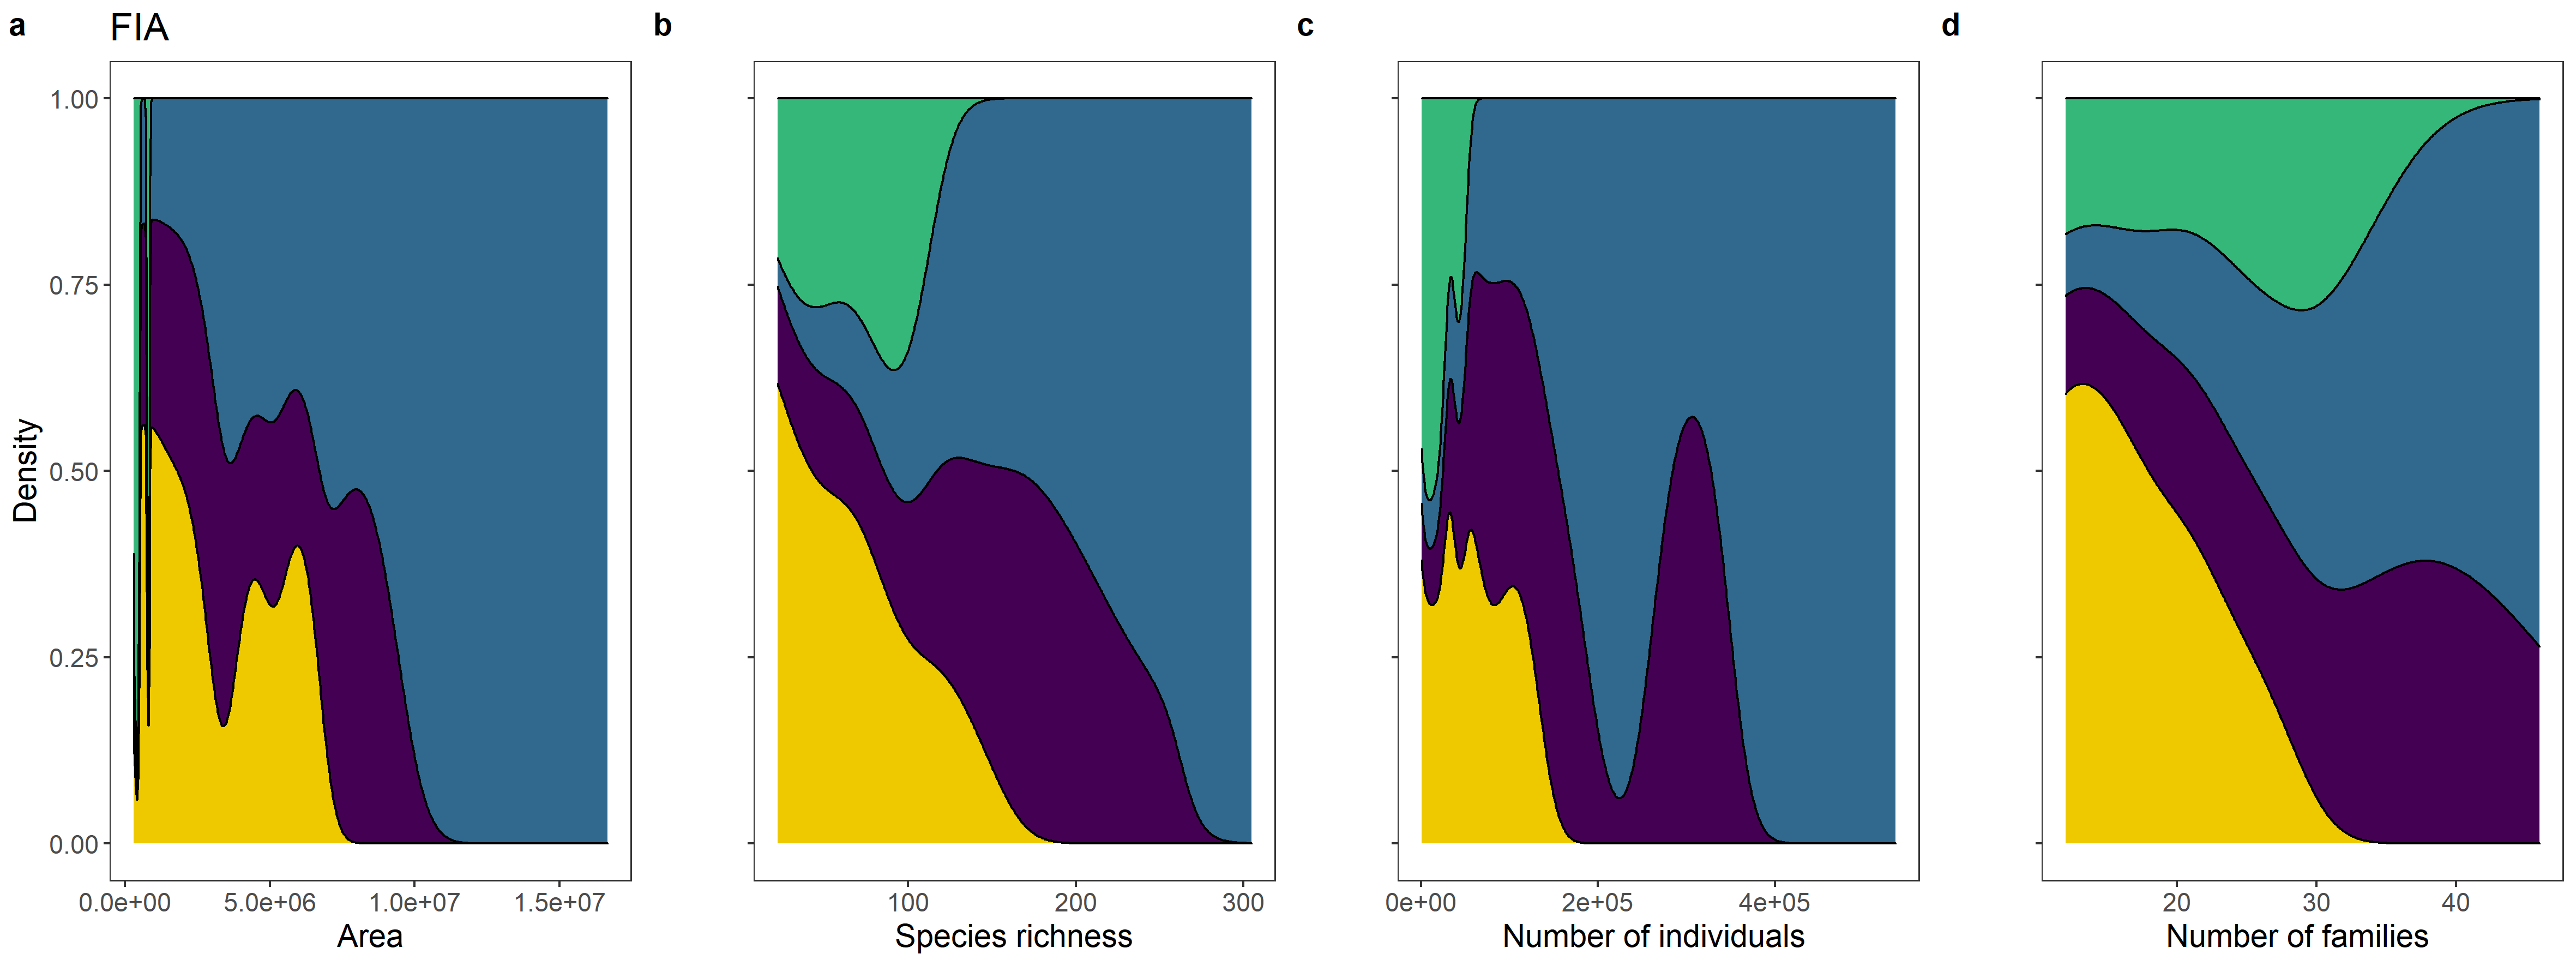 a FIA b c d
Density
1.00
0.75
0.50
0.25
0.00
0.0e+00 5.0e+06 1.0e+07 1.5e+07
Area
100 200 300
Species richness
0e+00 2e+05 4e+05
Number of individuals
20 30 40
Number of families